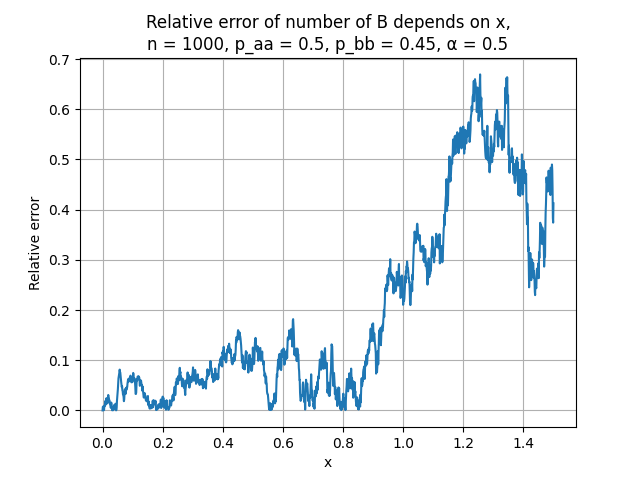 Relative error of number of B depends on x,
n = 1000, p_aa = 0.5, p_bb = 0.45, α = 0.5
0.7
0.6
0.5
0.4
0.3
0.2
0.1
0.0
Relative error
0.0 0.2 0.4 0.6 0.8 1.0 1.2 1.4
x